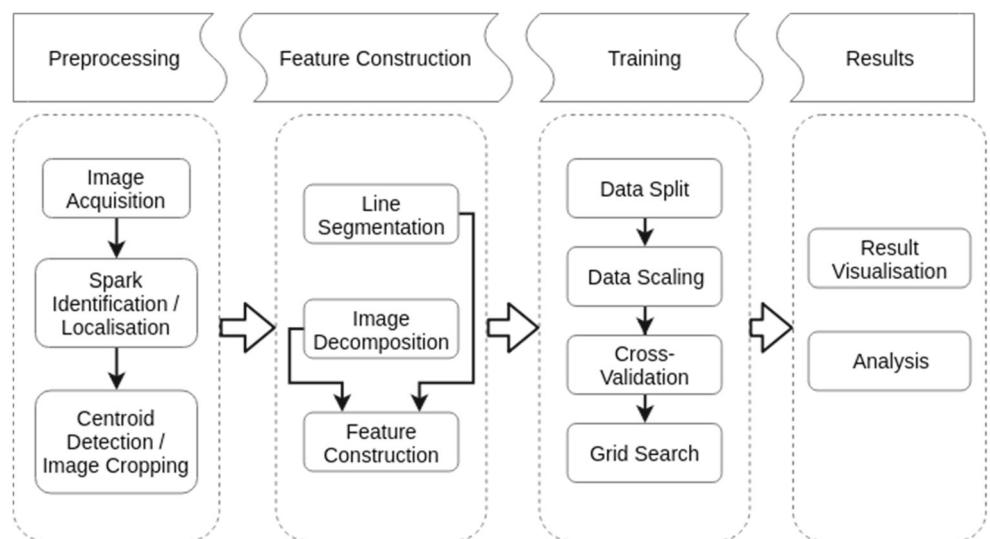 Preprocessing
Feature Construction
Training
Results
Image
Acquisition
Spark
Identification /
Localisation
Centroid
Detection /
Image Cropping
Line
Segmentation
Image
Decomposition
Feature
Construction
Data Split
Data Scaling
Cross-
Validation
Grid Search
Result
Visualisation
Analysis